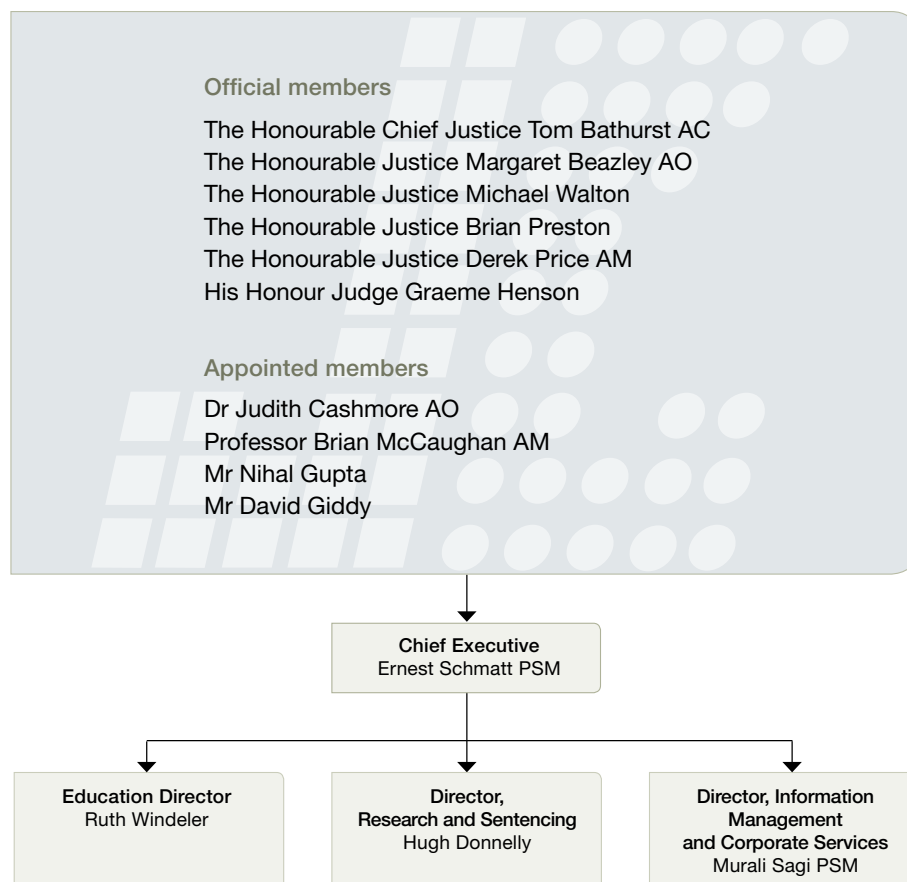 Official members
The Honourable Chief Justice Tom Bathurst AC
The Honourable Justice Margaret Beazley AO
The Honourable Justice Michael Walton
The Honourable Justice Brian Preston
The Honourable Justice Derek Price AM
His Honour Judge Graeme Henson
Appointed members
Dr Judith Cashmore AO
Professor Brian McCaughan AM
Mr Nihal Gupta
Mr David Giddy
Chief Executive
Ernest Schmatt PSM
Education Director
Ruth Windeler
Director,
Research and Sentencing
Hugh Donnelly
Director, Information
Management
and Corporate Services
Murali Sagi PSM